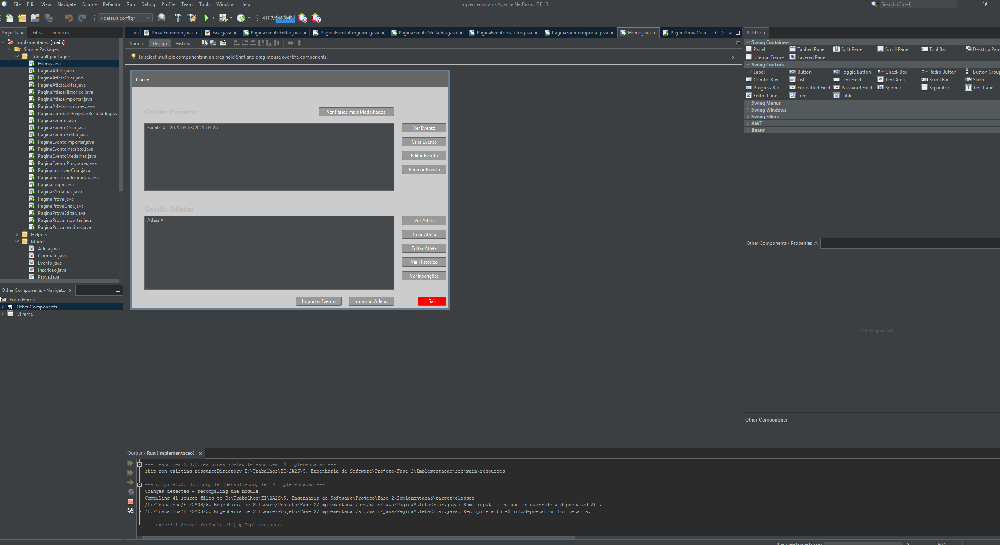 File Edit View Navigate Source Refactor Run Debug Profile Team Tools Window Help
Implementacao - Apache NetBeans IDE 18
Search (Ctrl+I)
<default config>
417,7/548,0MB
Projects Files Services
...va ProvaFeminino.java Fase.java PaginaEventoEditar.java PaginaEventoPrograma.java PaginaEventoMedalhas.java PaginaEventoInscritos.java PaginaEventoImportar.java Home.java PaginaProvaCriar....
Source Design History
To select multiple components in an area hold Shift and drag mouse over the components.
x
Implementacao [main]
Source Packages
<default package>
Home.java
PaginaAtleta.java
PaginaAtletaCriar.java
PaginaAtletaEditar.java
PaginaAtletaHistorico.java
PaginaAtletaImportar.java
PaginaAtletaInscricoes.java
PaginaCombateRegistarResultado.java
PaginaEvento.java
PaginaEventoCriar.java
PaginaEventoEditar.java
PaginaEventoImportar.java
PaginaEventoInscritos.java
PaginaEventoMedalhas.java
PaginaEventoPrograma.java
PaginaInscricaoCriar.java
PaginaInscricaoImportar.java
PaginaLogin.java
PaginaMedalhas.java
PaginaProva.java
PaginaProvaCriar.java
PaginaProvaEditar.java
PaginaProvaImportar.java
PaginaProvaInscritos.java
Helpers
Models
Atleta.java
Combate.java
Evento.java
Inscricao.java
Prova.java
Other Components - Navigator
Form Home
Other Components
[JFrame]
Home
Gestão Eventos
Ver Países mais Medalhados
Evento X - 2023-06-23/2023-06-26
Ver Evento
Criar Evento
Editar Evento
Eiminar Evento
Gestão Atletas
Atleta X
Ver Atleta
Criar Atleta
Editar Atleta
Ver Histórico
Ver Inscrições
Importar Evento Importar Atletas Sair
Palette
Swing Containers
Panel Tabbed Pane Split Pane Scroll Pane Tool Bar Desktop Pane
Internal Frame Layered Pane
Swing Controls
Label Button Toggle Button Check Box Radio Button Button Group
Combo Box List Text Field Text Area Scroll Bar Slider
Progress Bar Formatted Field Password Field Spinner Separator Text Pane
Editor Pane Tree Table
Swing Menus
Swing Windows
Swing Fillers
AWT
Beans
Other Components - Properties
<No Properties>
Other Components
Output - Run (Implementacao)
--- resources:3.3.0:resources (default-resources) @ Implementacao ---
skip non existing resourceDirectory D:\Trabalhos\EI\2A2S\5. Engenharia de Software\Projeto\Fase 2\Implementacao\src\main\resources
--- compiler:3.10.1:compile (default-compile) @ Implementacao ---
Changes detected - recompiling the module!
Compiling 41 source files to D:\Trabalhos\EI\2A2S\5. Engenharia de Software\Projeto\Fase 2\Implementacao\target\classes
/D:/Trabalhos/EI/2A2S/5. Engenharia de Software/Projeto/Fase 2/Implementacao/src/main/java/PaginaAtletaCriar.java: Some input files use or override a deprecated API.
/D:/Trabalhos/EI/2A2S/5. Engenharia de Software/Projeto/Fase 2/Implementacao/src/main/java/PaginaAtletaCriar.java: Recompile with -Xlint:deprecation for details.
--- exec:3.1.0:exec (default-cli) @ Implementacao ---
Run (Implementacao)